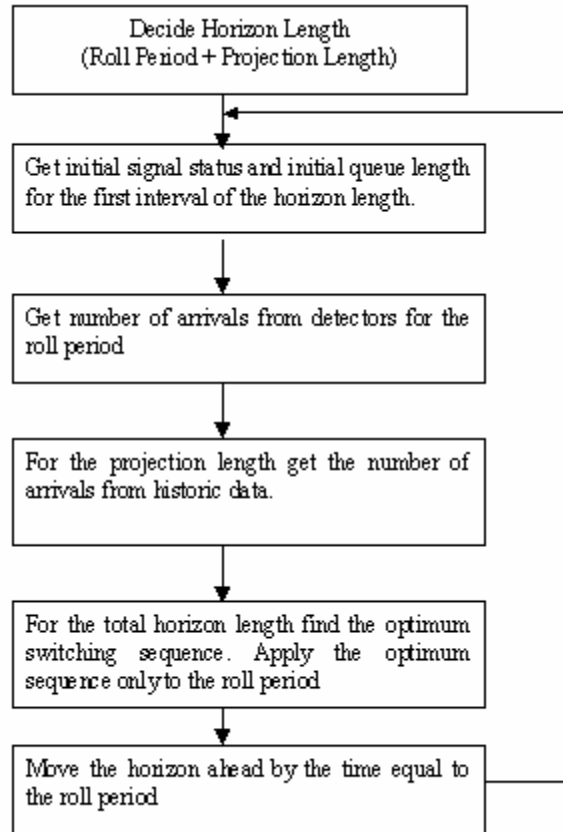 Decide Horizon Length
(Roll Period + Projection Length)
Get initial signal status and initial queue length
for the first interval of the horizon length.
Get number of arrivals from detectors for the
roll period
For the projection length get the number of
arrivals from historic data.
For the total horizon length find the optimum
switching sequence. Apply the optimum
sequence only to the roll period
Move the horizon ahead by the time equal to
the roll period